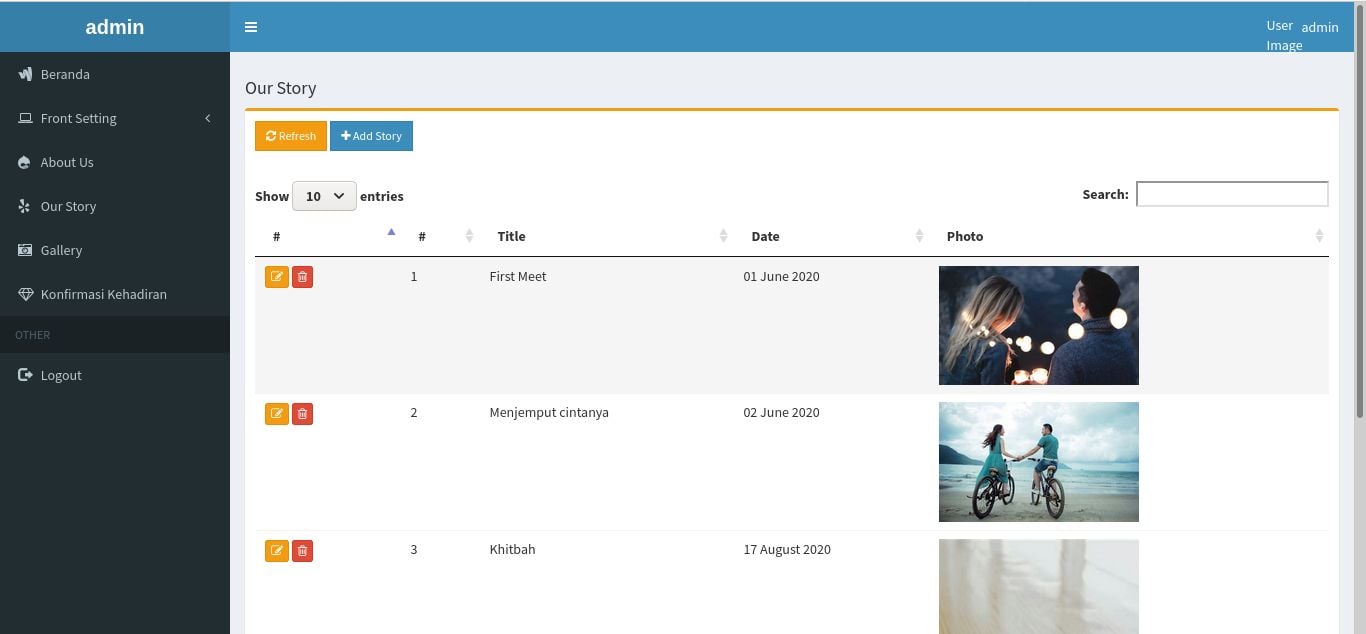 admin
User Image
admin
Beranda
Front Setting
About Us
Our Story
Gallery
Konfirmasi Kehadiran
OTHER
Logout
Our Story
Refresh
Add Story
Show 10 entries
Search:
# # Title Date Photo
1 First Meet 01 June 2020
2 Menjemput cintanya 02 June 2020
3 Khitbah 17 August 2020